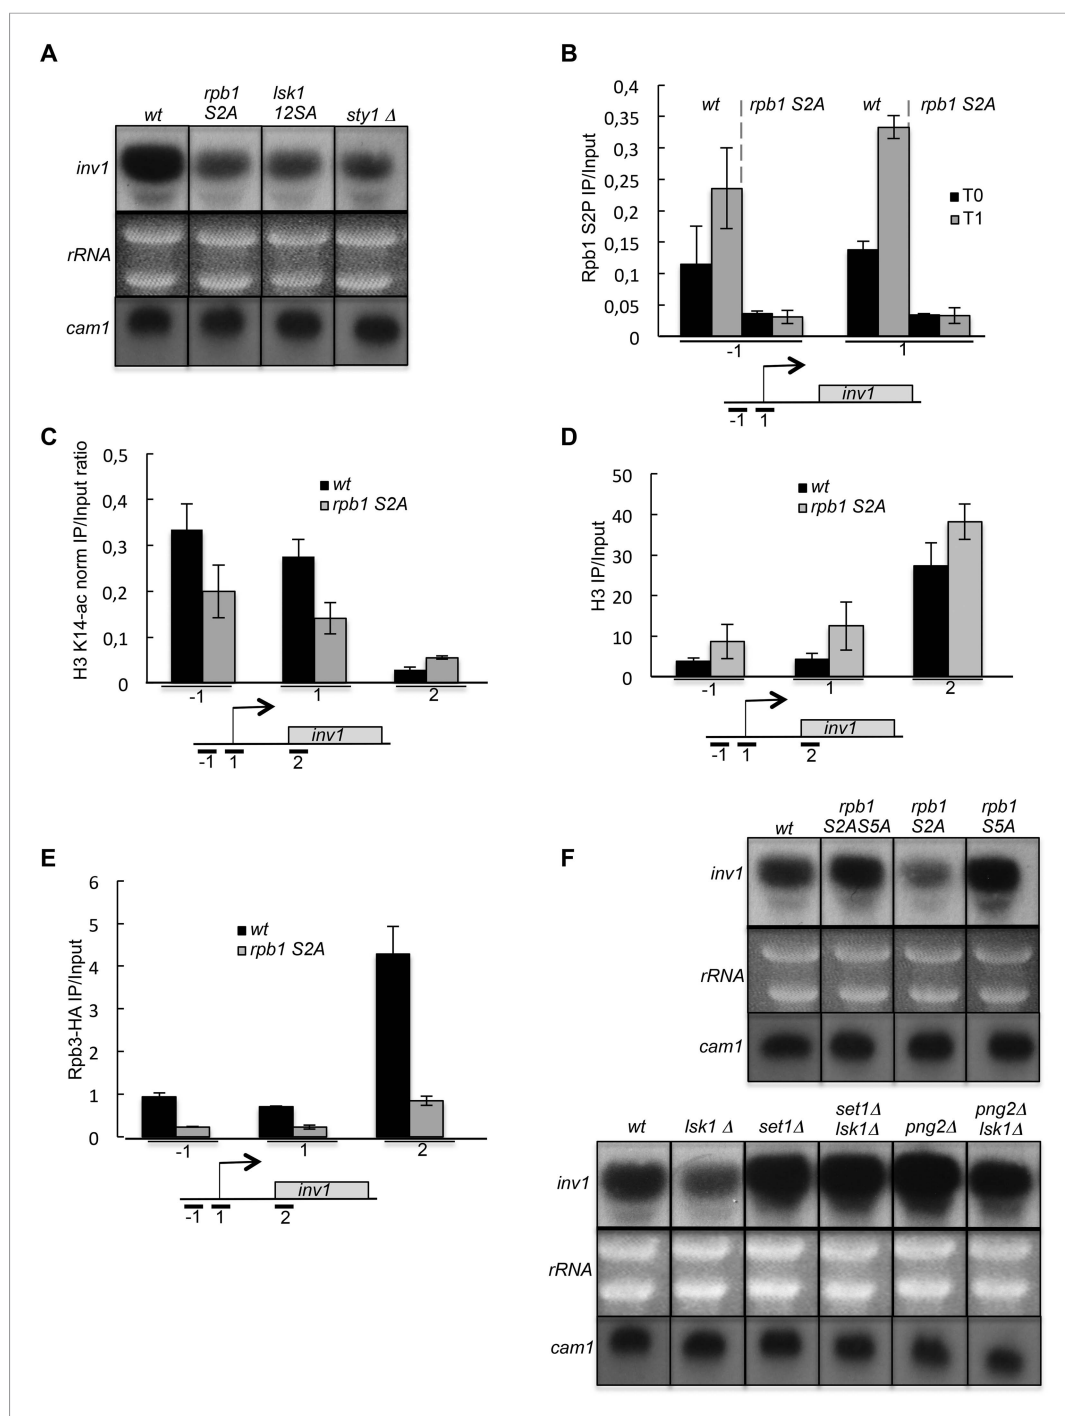 A
wt
rpb1 S2A
lsk1 12SA
sty1 Δ
inv1
rRNA
cam1
B
Rpb1 S2P IP/Input
0,4
0,35
0,3
0,25
0,2
0,15
0,1
0,05
0
wt
rpb1 S2A
wt
rpb1 S2A
T0
T1
-1
1
inv1
-1
1
C
H3 K14-ac norm IP/Input ratio
0,5
0,4
0,3
0,2
0,1
0
wt
rpb1 S2A
-1
1
2
inv1
-1
1
2
D
H3 IP/Input
50
40
30
20
10
0
wt
rpb1 S2A
-1
1
2
inv1
-1
1
2
E
Rpb3-HA IP/Input
6
5
4
3
2
1
0
wt
rpb1 S2A
-1
1
2
inv1
-1
1
2
F
wt
rpb1 S2AS5A
rpb1 S2A
rpb1 S5A
inv1
rRNA
cam1
wt
lsk1 Δ
set1Δ
set1Δ lsk1Δ
png2Δ
png2Δ lsk1Δ
inv1
rRNA
cam1